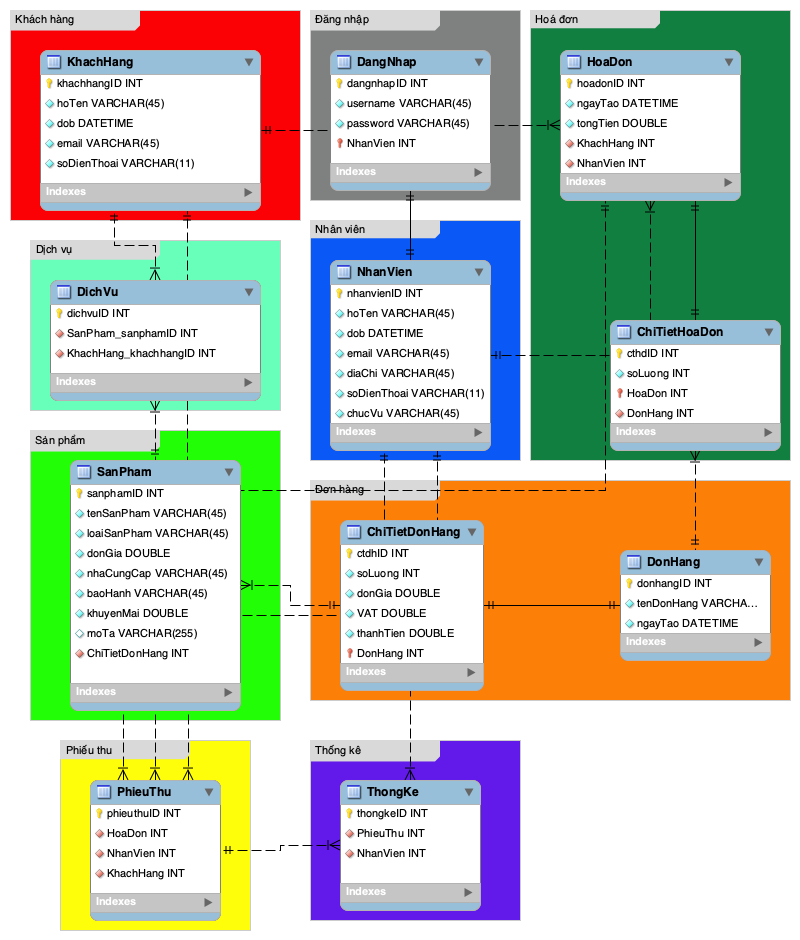 Khách hàng
KhachHang
khachhangID INT
hoTen VARCHAR(45)
dob DATETIME
email VARCHAR(45)
soDienThoai VARCHAR(11)
Indexes
Đăng nhập
DangNhap
dangnhapID INT
username VARCHAR(45)
password VARCHAR(45)
NhanVien INT
Indexes
Hoá đơn
HoaDon
hoadonID INT
ngayTao DATETIME
tongTien DOUBLE
KhachHang INT
NhanVien INT
Indexes
ChiTietHoaDon
cthdID INT
soLuong INT
HoaDon INT
DonHang INT
Indexes
Dịch vụ
DichVu
dichvuID INT
SanPham_sanphamID INT
KhachHang_khachhangID INT
Indexes
Nhân viên
NhanVien
nhanvienID INT
hoTen VARCHAR(45)
dob DATETIME
email VARCHAR(45)
diaChi VARCHAR(45)
soDienThoai VARCHAR(11)
chucVu VARCHAR(45)
Indexes
Sản phẩm
SanPham
sanphamID INT
tenSanPham VARCHAR(45)
loaiSanPham VARCHAR(45)
donGia DOUBLE
nhaCungCap VARCHAR(45)
baoHanh VARCHAR(45)
khuyenMai DOUBLE
moTa VARCHAR(255)
ChiTietDonHang INT
Indexes
Đơn hàng
ChiTietDonHang
ctdhID INT
soLuong INT
donGia DOUBLE
VAT DOUBLE
thanhTien DOUBLE
DonHang INT
Indexes
DonHang
donhangID INT
tenDonHang VARCHA...
ngayTao DATETIME
Indexes
Phiếu thu
PhieuThu
phieuthuID INT
HoaDon INT
NhanVien INT
KhachHang INT
Indexes
Thống kê
ThongKe
thongkeID INT
PhieuThu INT
NhanVien INT
Indexes